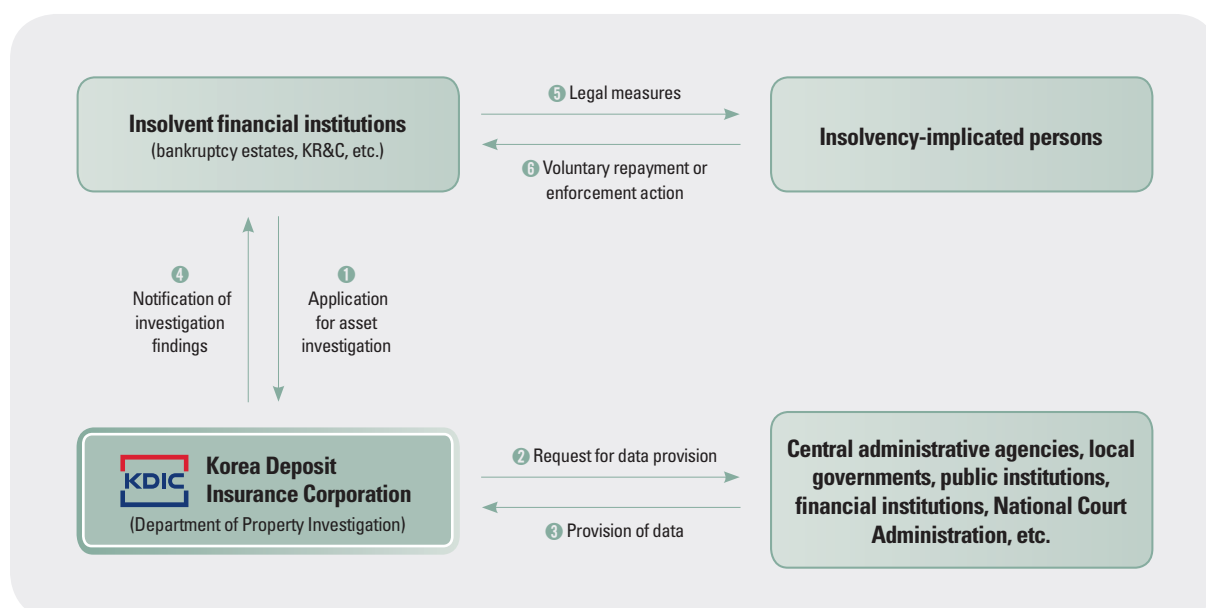 Insolvent financial institutions
(bankruptcy estates, KR&C, etc.)
❺ Legal measures
❻ Voluntary repayment or
enforcement action
Insolvency-implicated persons
❹
Notification of
investigation
findings
❶
Application
for asset
investigation
KDIC
Korea Deposit
Insurance Corporation
(Department of Property Investigation)
❷ Request for data provision
❸ Provision of data
Central administrative agencies, local
governments, public institutions,
financial institutions, National Court
Administration, etc.